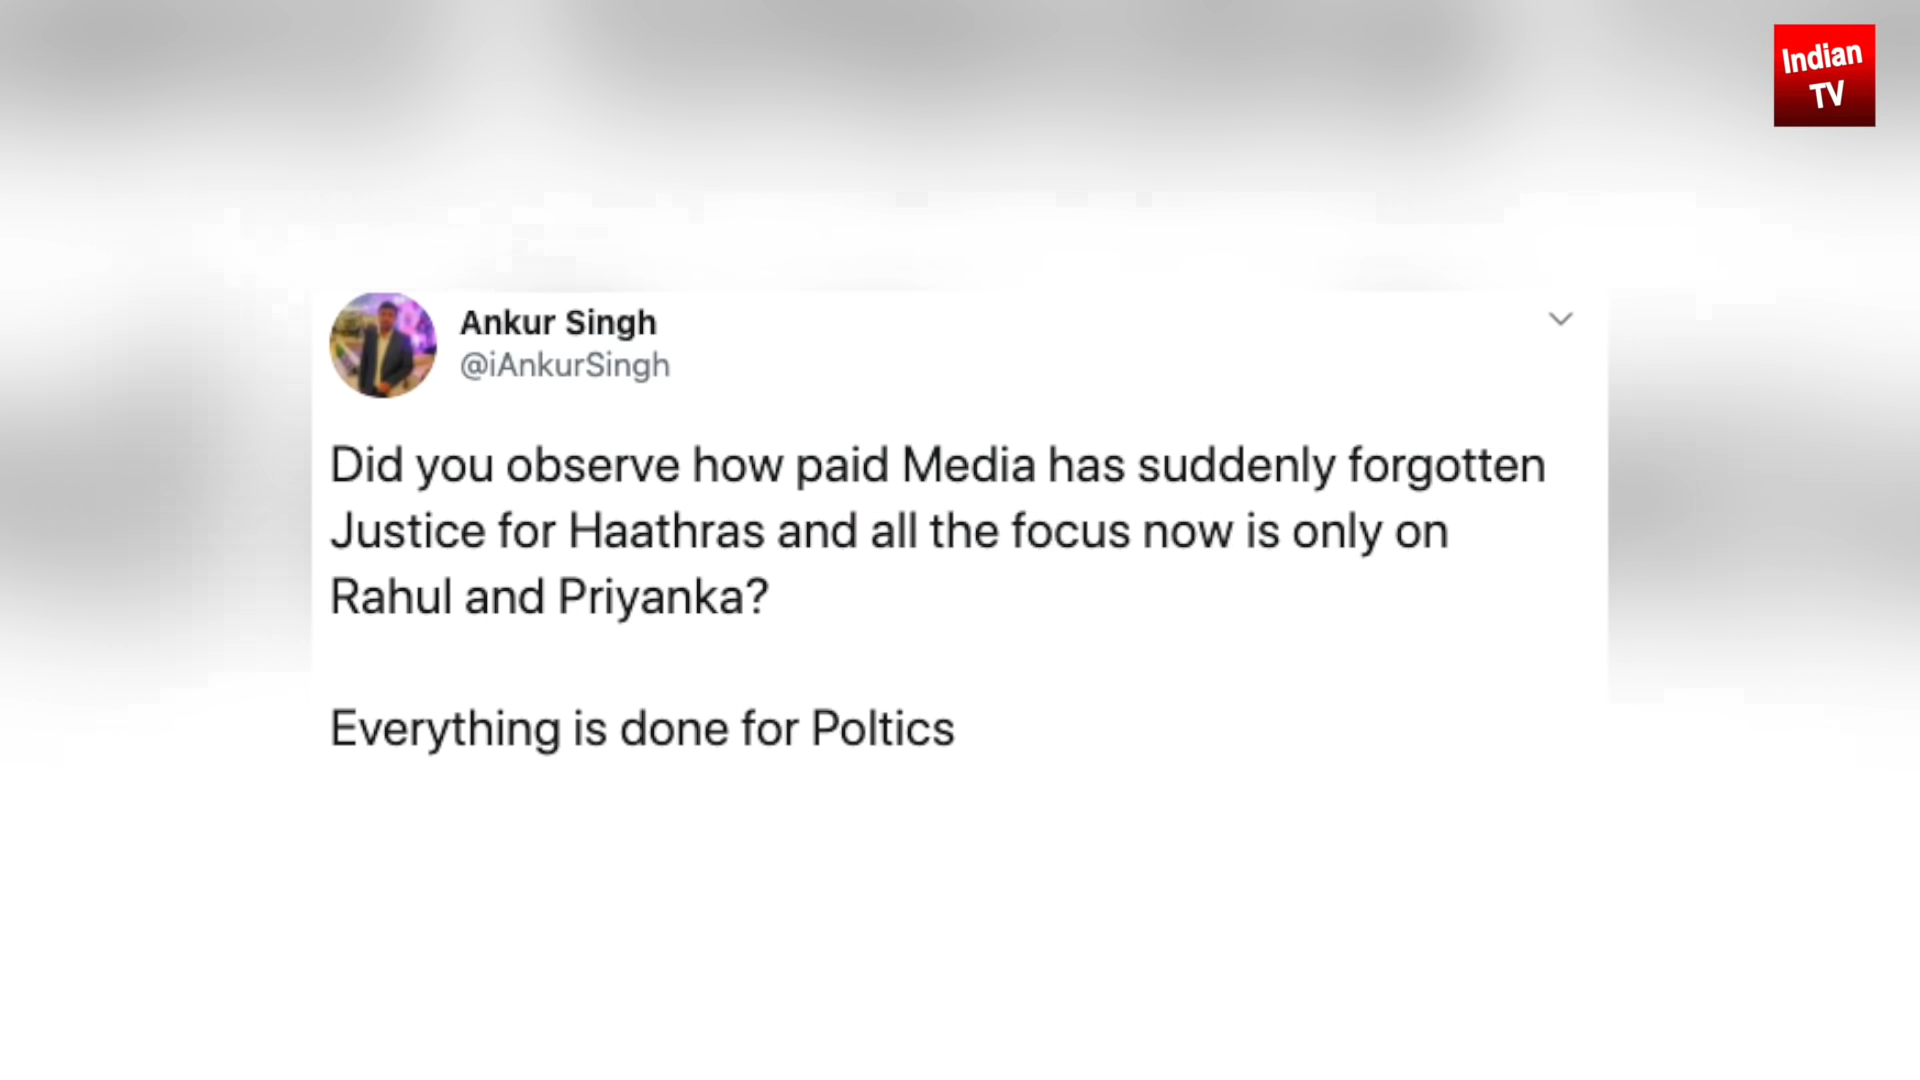 Indian
TV
Ankur Singh
@iAnkurSingh
Did you observe how paid Media has suddenly forgotten
Justice for Haathras and all the focus now is only on
Rahul and Priyanka?
Everything is done for Poltics